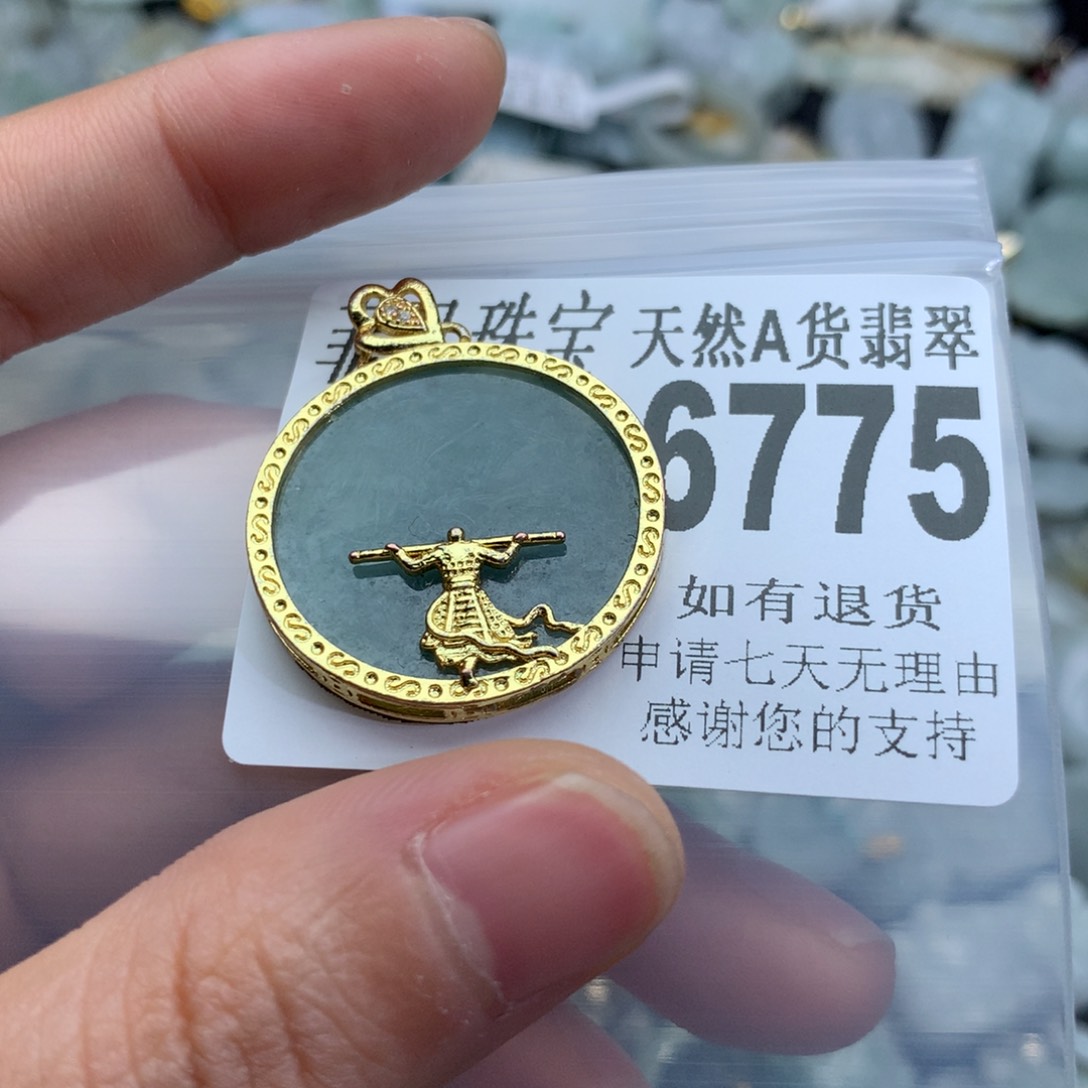 珠宝 天然A货翡翠
6775
如有退货
申请七天无理由
感谢您的支持